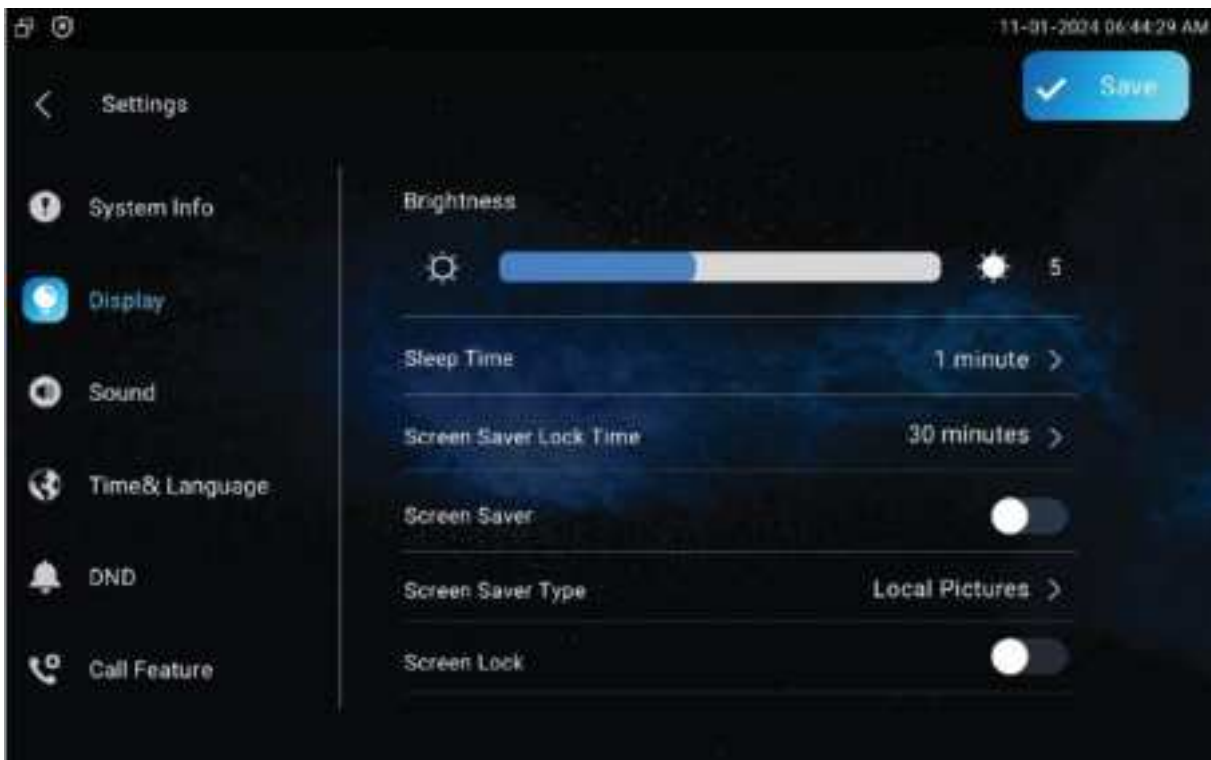 11-01-2024 06:44:29 AM
Settings
Save
System Info
Display
Sound
Time& Language
DND
Call Feature
Brightness
5
Sleep Time 1 minute
Screen Saver Lock Time 30 minutes
Screen Saver
Screen Saver Type Local Pictures
Screen Lock